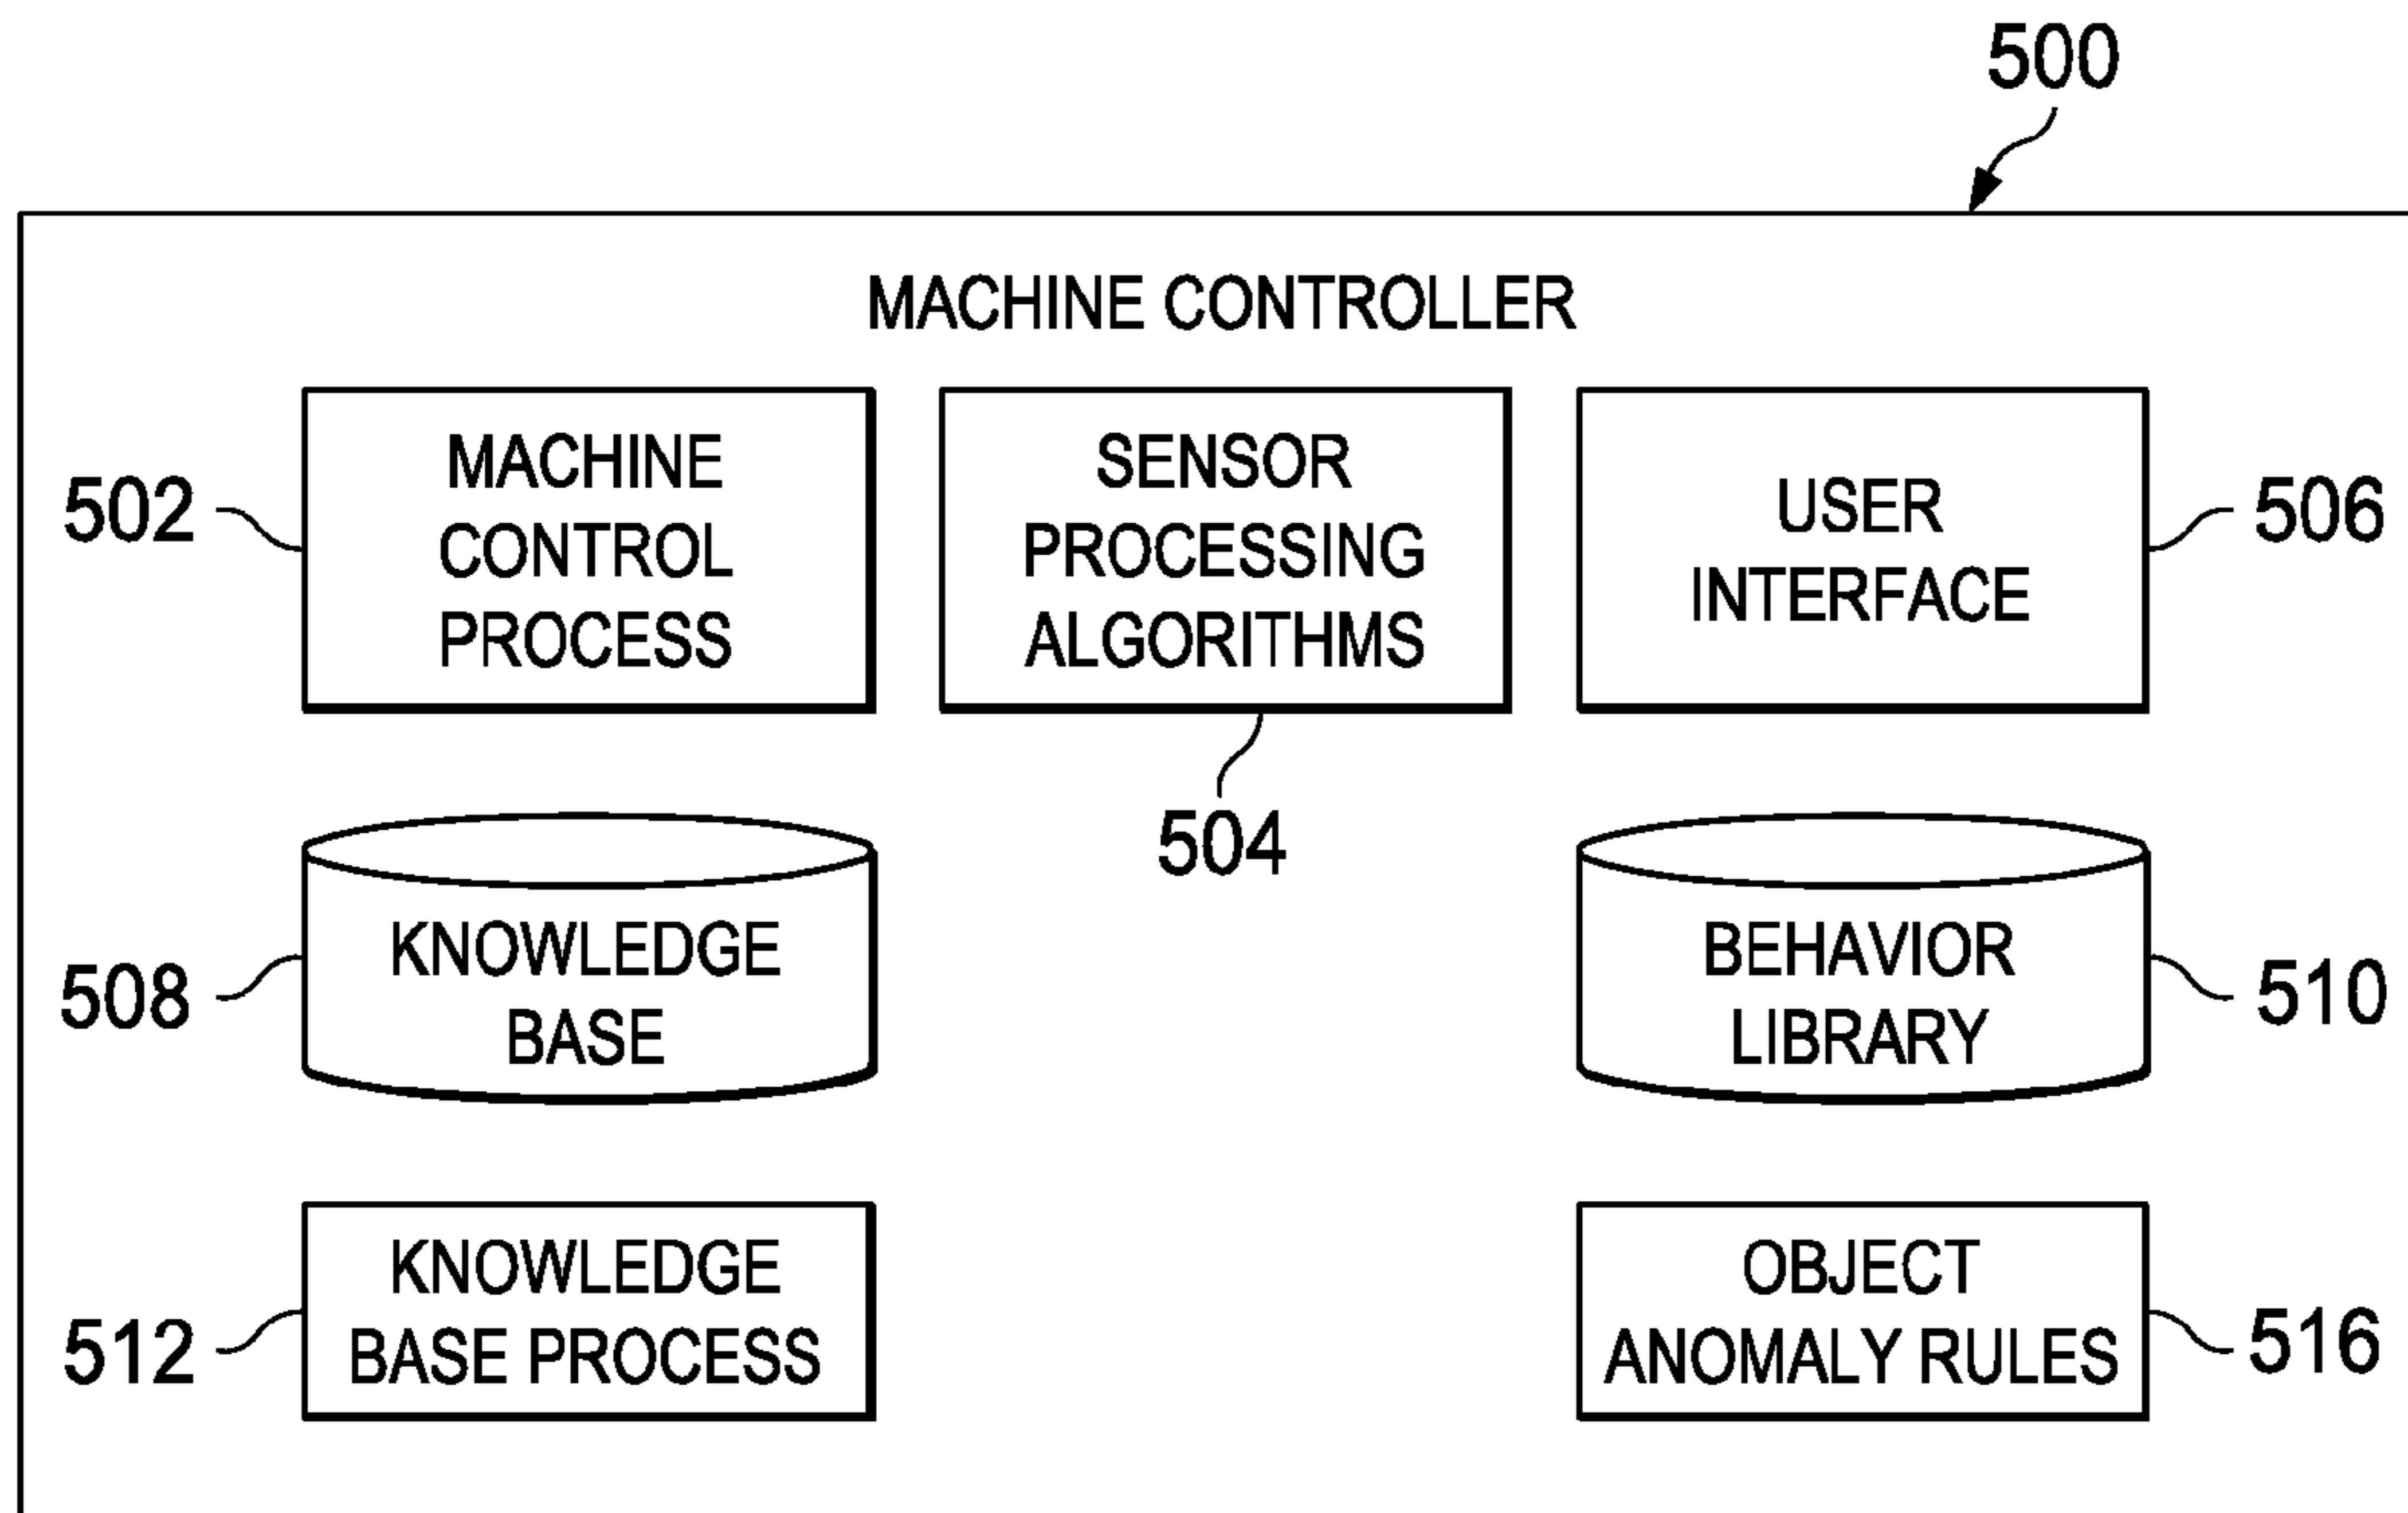 500
MACHINE CONTROLLER
502
MACHINE
CONTROL
PROCESS
SENSOR
PROCESSING
ALGORITHMS
504
USER
INTERFACE
506
508
KNOWLEDGE
BASE
BEHAVIOR
LIBRARY
510
512
KNOWLEDGE
BASE PROCESS
OBJECT
ANOMALY RULES
516